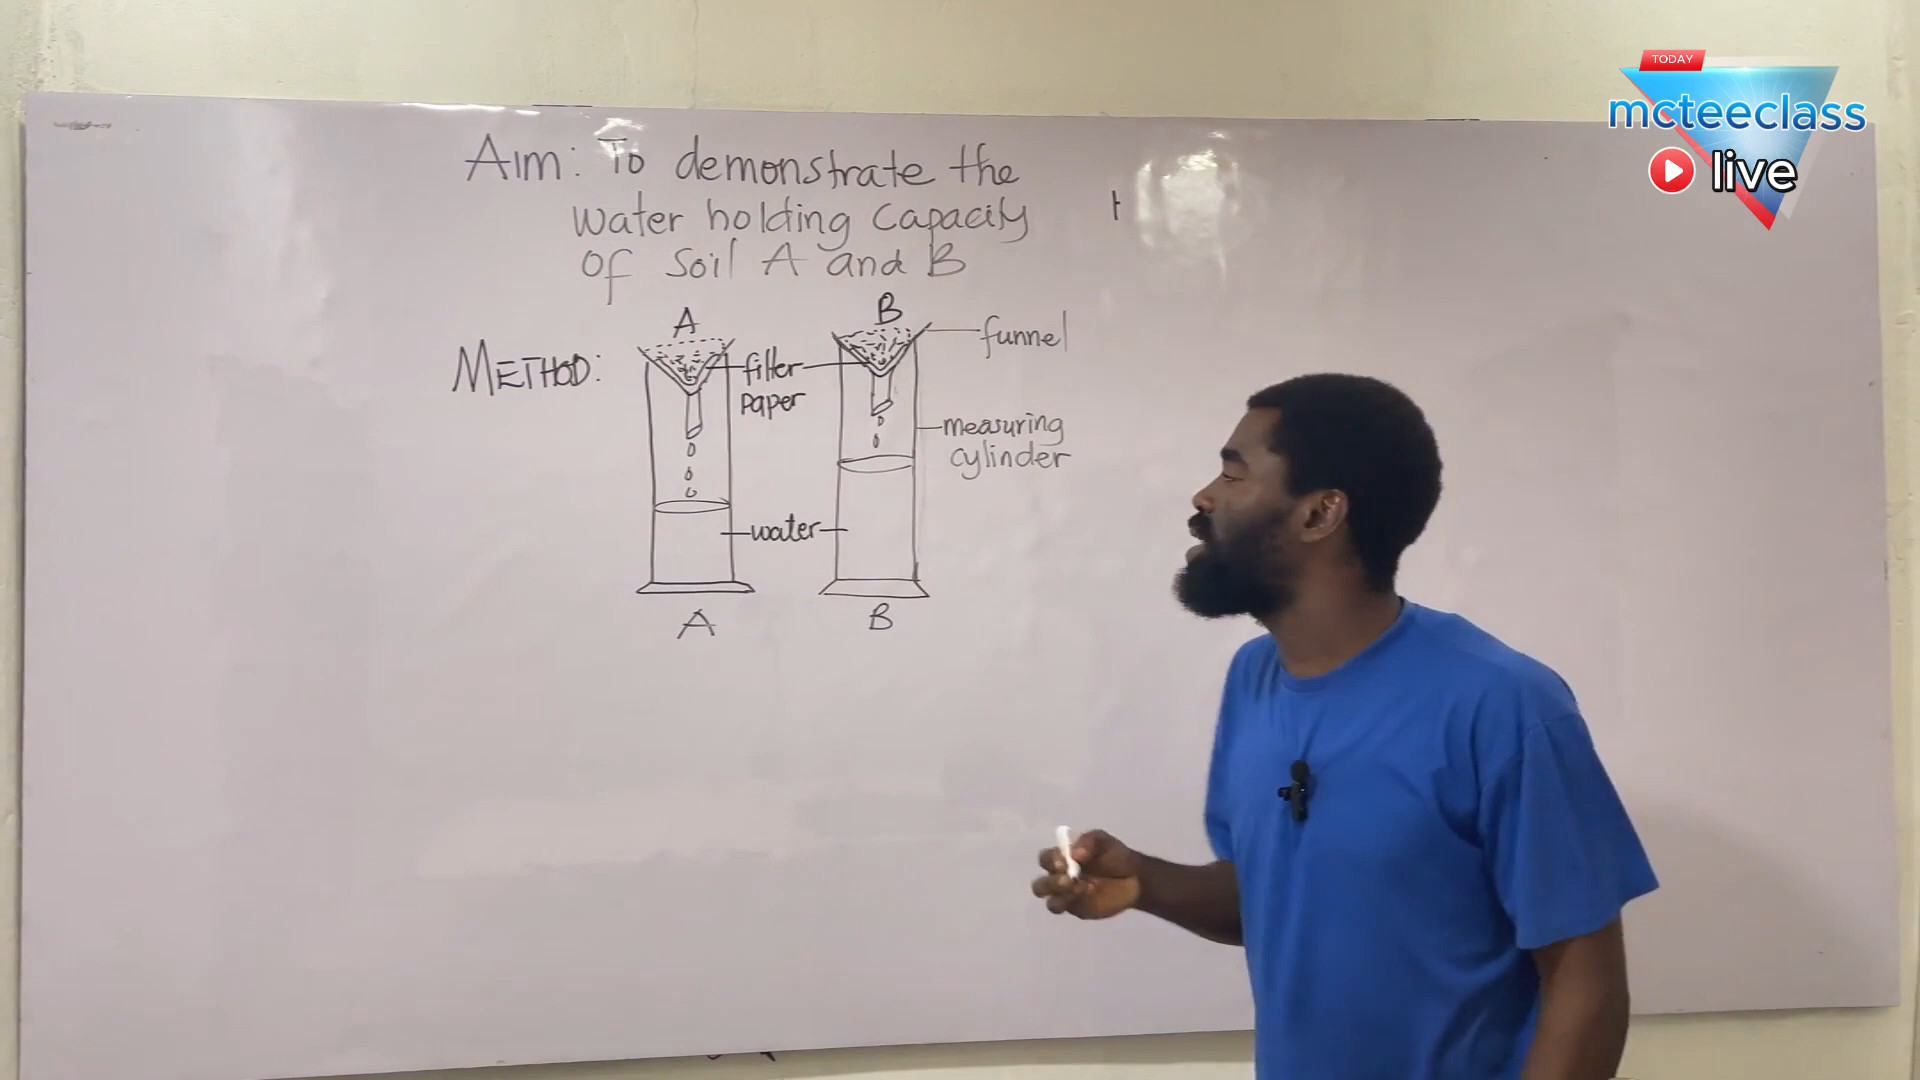 TODAY
mcteeclass
live
Aim: To demonstrate the
water holding capacity
of soil A and B
A
B
funnel
METHOD:
filter
paper
measuring
cylinder
water
A
B